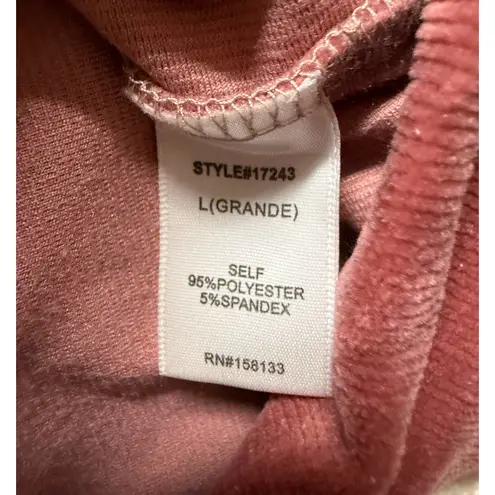 STYLE#17243
L(GRANDE)
SELF
95%POLYESTER
5%SPANDEX
RN#158133